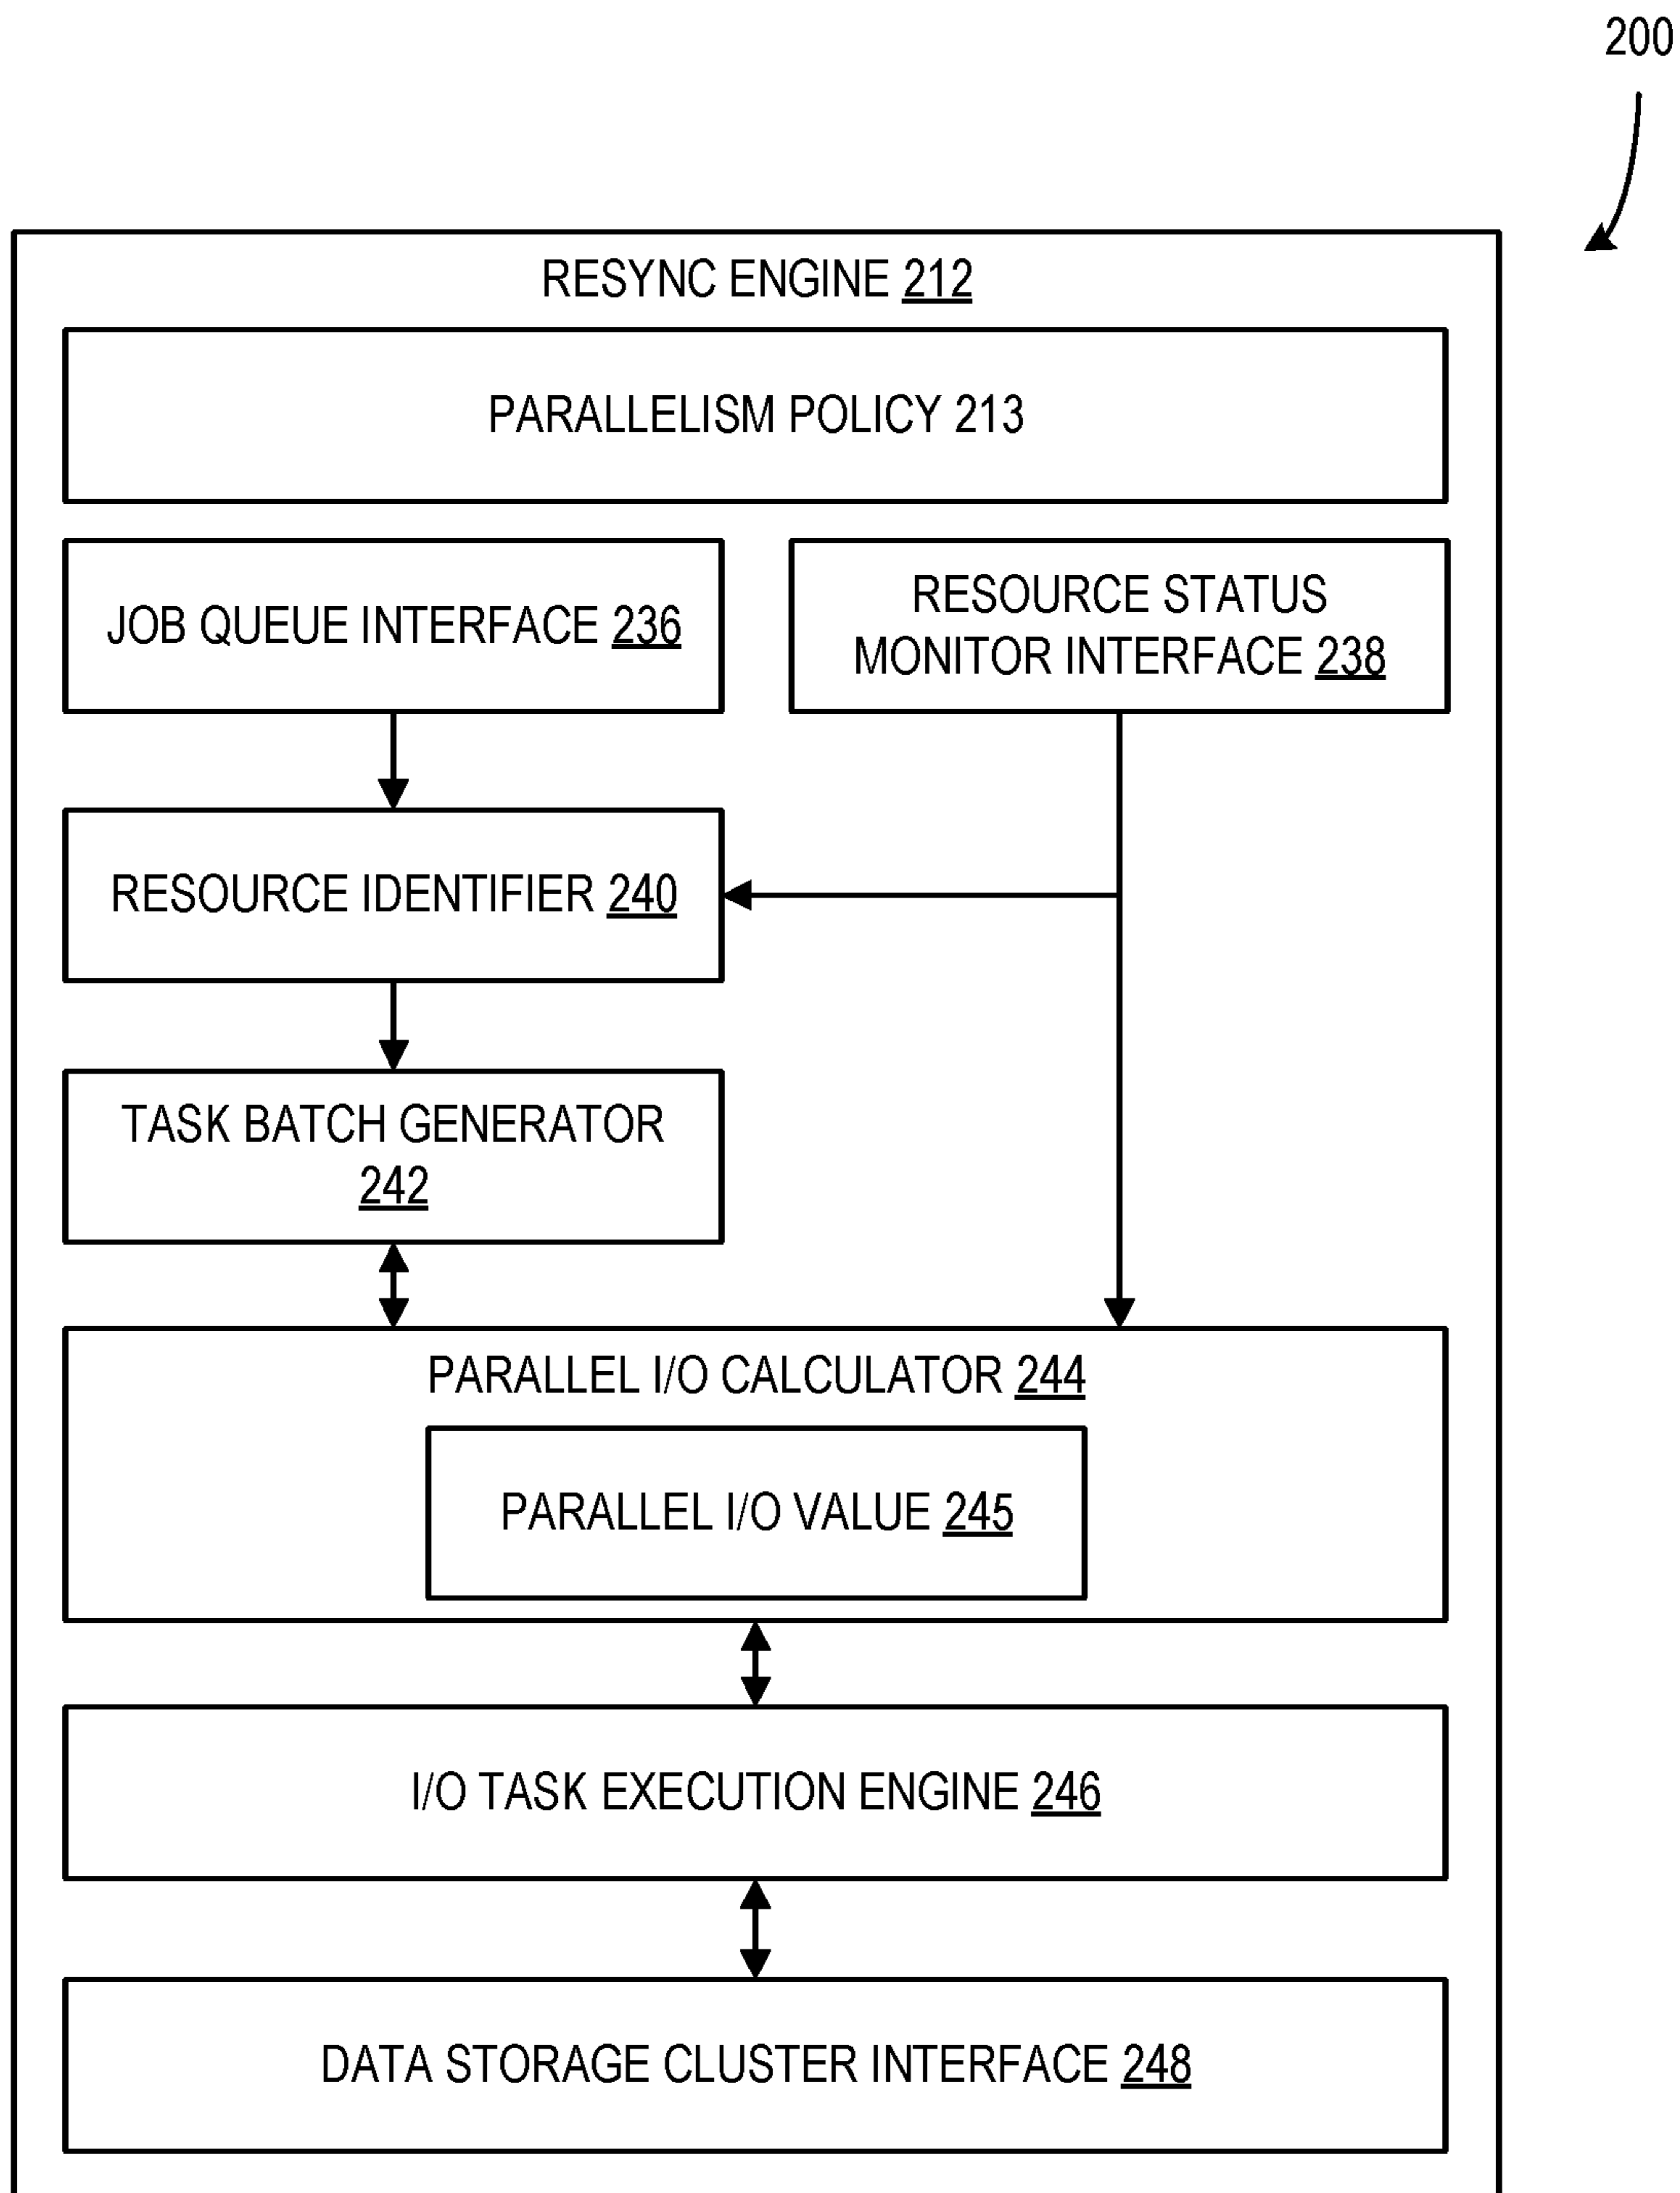 200
RESYNC ENGINE 212
PARALLELISM POLICY 213
JOB QUEUE INTERFACE 236
RESOURCE STATUS
MONITOR INTERFACE 238
RESOURCE IDENTIFIER 240
TASK BATCH GENERATOR
242
PARALLEL I/O CALCULATOR 244
PARALLEL I/O VALUE 245
I/O TASK EXECUTION ENGINE 246
DATA STORAGE CLUSTER INTERFACE 248